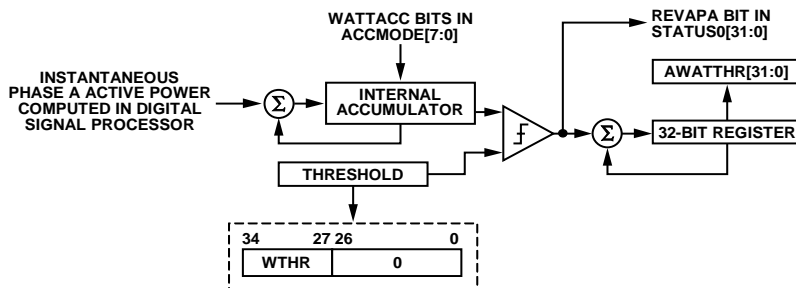 WATTACC BITS IN
ACCMODE[7:0]
REVAPA BIT IN
STATUS0[31:0]
INSTANTANEOUS
PHASE A ACTIVE POWER
COMPUTED IN DIGITAL
SIGNAL PROCESSOR
Σ
INTERNAL
ACCUMULATOR
AWATTHR[31:0]
Σ
32-BIT REGISTER
THRESHOLD
34 27 26 0
WTHR 0